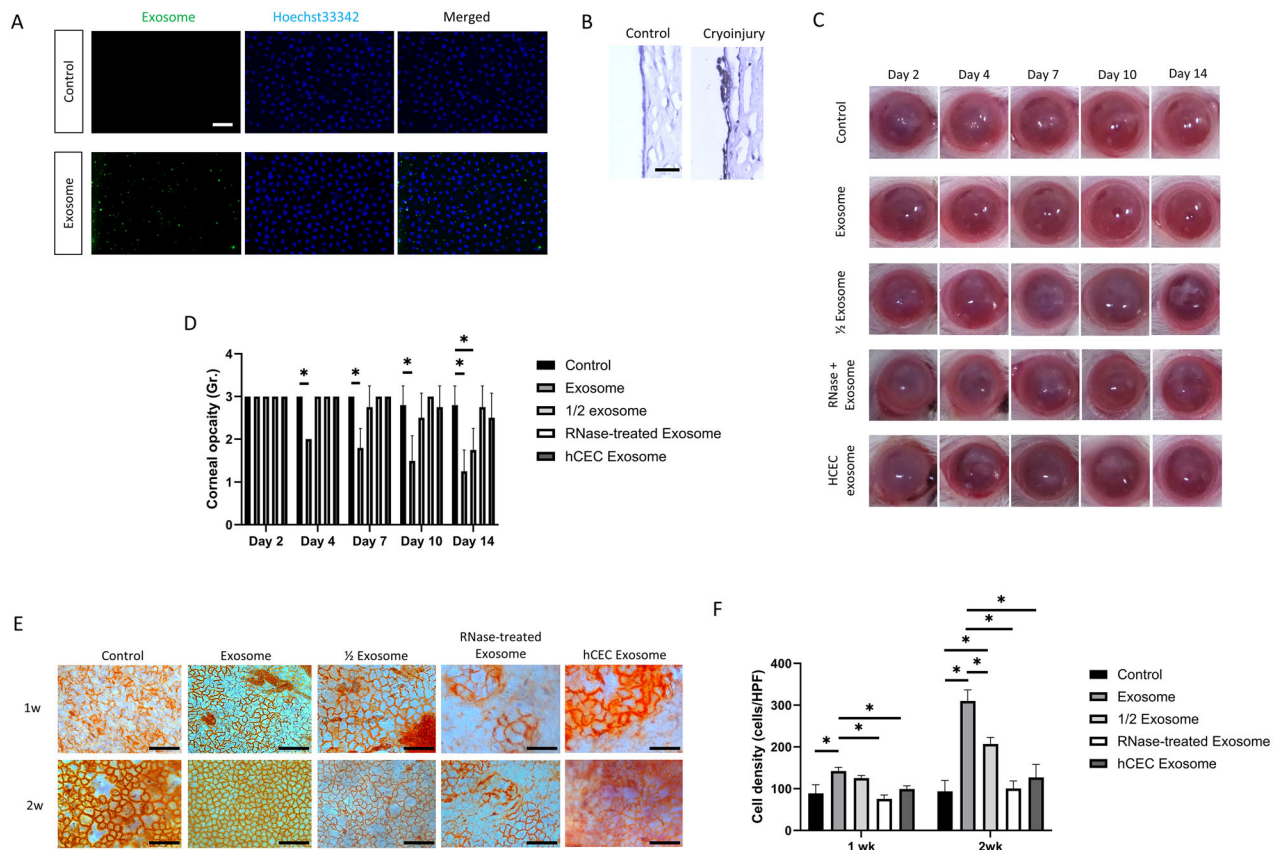 A
Exosome Hoechst33342 Merged
Control
Exosome
B
Control Cryoinjury
C
Day 2 Day 4 Day 7 Day 10 Day 14
Control
Exosome
½ Exosome
RNase +
Exosome
HCEC
exosome
D
Corneal opcaity (Gr.)
4
3
2
1
0
Day 2 Day 4 Day 7 Day 10 Day 14
* * * * *
Control
Exosome
1/2 exosome
RNase-treated Exosome
hCEC Exosome
E
Control Exosome ½ Exosome RNase-treated
Exosome hCEC Exosome
1w
2w
F
Cell density (cells/HPF)
400
300
200
100
0
1 wk 2wk
* * *
* * * * *
Control
Exosome
1/2 Exosome
RNase-treated Exosome
hCEC Exosome